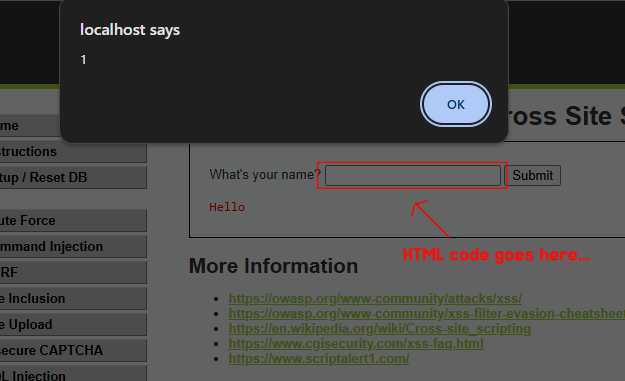 localhost says
1
OK
ross Site S
me
structions
tup / Reset DB
ute Force
ommand Injection
RF
e Inclusion
e Upload
secure CAPTCHA
QL Injection
What's your name?
Submit
Hello
HTML code goes here...
More Information
https://owasp.org/www-community/attacks/xss/
https://owasp.org/www-community/xss-filter-evasion-cheatsheet
https://en.wikipedia.org/wiki/Cross-site_scripting
https://www.cgisecurity.com/xss-faq.html
https://www.scriptalert1.com/